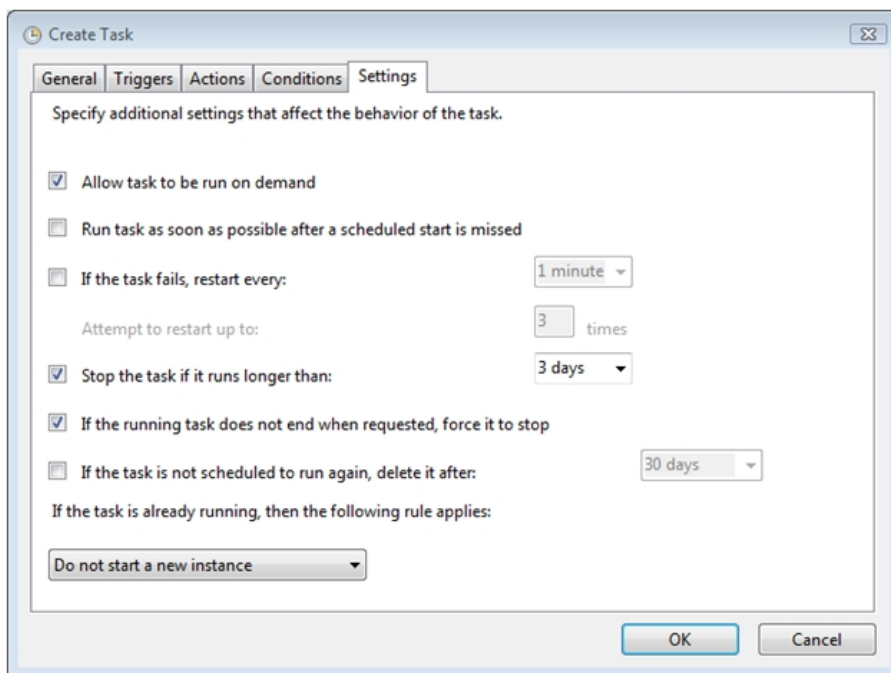 Create Task
General Triggers Actions Conditions Settings
Specify additional settings that affect the behavior of the task.
Allow task to be run on demand
Run task as soon as possible after a scheduled start is missed
If the task fails, restart every: 1 minute
Attempt to restart up to: 3 times
Stop the task if it runs longer than: 3 days
If the running task does not end when requested, force it to stop
If the task is not scheduled to run again, delete it after: 30 days
If the task is already running, then the following rule applies:
Do not start a new instance
OK Cancel